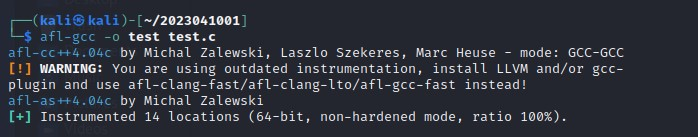 ┌──(kali㉿kali)-[~/2023041001]
└─$ afl-gcc -o test test.c
afl-cc++4.04c by Michal Zalewski, Laszlo Szekeres, Marc Heuse - mode: GCC-GCC
[!] WARNING: You are using outdated instrumentation, install LLVM and/or gcc-
plugin and use afl-clang-fast/afl-clang-lto/afl-gcc-fast instead!
afl-as++4.04c by Michal Zalewski
[+] Instrumented 14 locations (64-bit, non-hardened mode, ratio 100%).